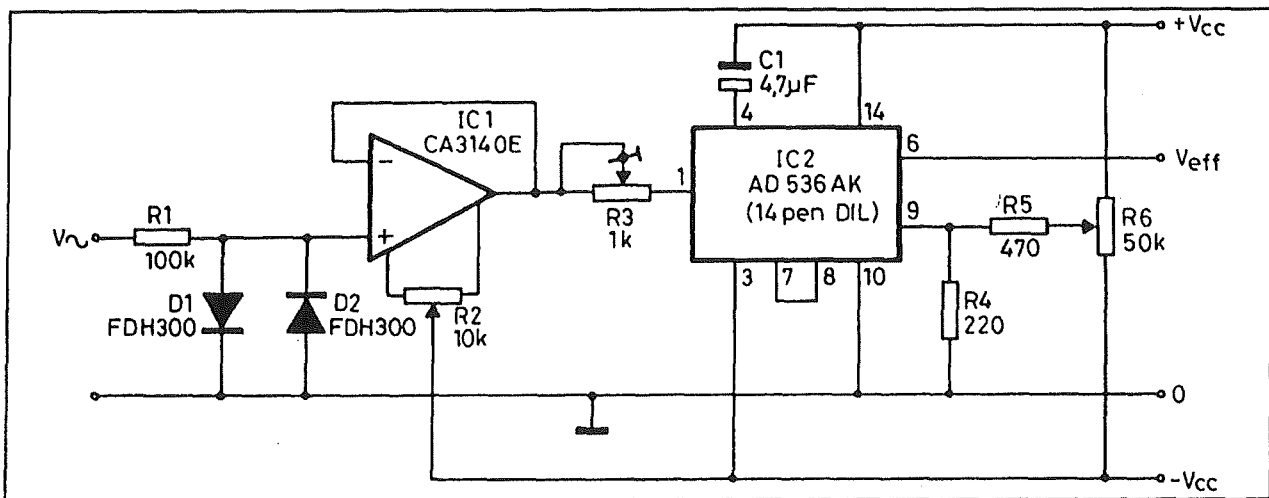 +Vcc
C1
4,7µF
4
14
IC1
CA3140E
IC2
AD 536 AK
(14 pen DIL)
6
Veff
−
+
1
9
R1
100k
V~
R3
1k
R5
470
R6
50k
3
7
8
10
D1
FDH300
D2
FDH300
R2
10k
R4
220
0
-Vcc